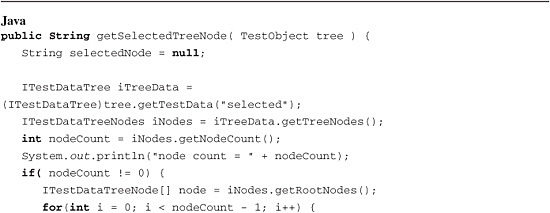 Java
public String getSelectedTreeNode( TestObject tree ) {
String selectedNode = null;
ITestDataTree iTreeData =
(ITestDataTree)tree.getTestData("selected");
ITestDataTreeNodes iNodes = iTreeData.getTreeNodes();
int nodeCount = iNodes.getNodeCount();
System.out.println("node count = " + nodeCount);
if( nodeCount != 0) {
ITestDataTreeNode[] node = iNodes.getRootNodes();
for(int i = 0; i < nodeCount - 1; i++) {